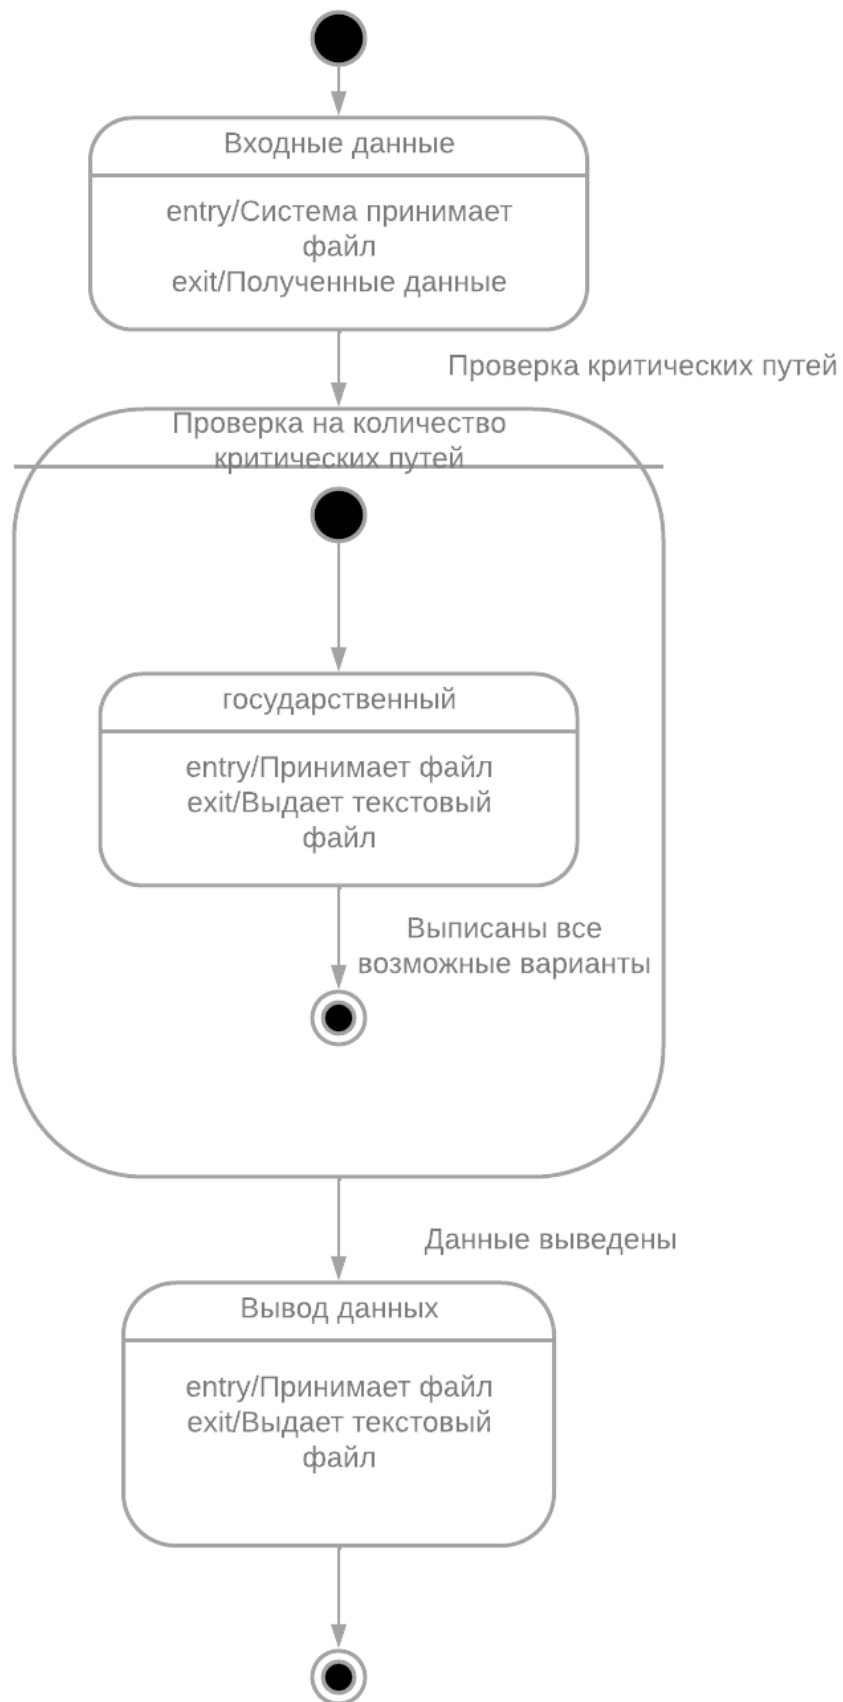 Входные данные
entry/Система принимает
файл
exit/Полученные данные
Проверка критических путей
Проверка на количество
критических путей
государственный
entry/Принимает файл
exit/Выдает текстовый
файл
Выписаны все
возможные варианты
Данные выведены
Вывод данных
entry/Принимает файл
exit/Выдает текстовый
файл